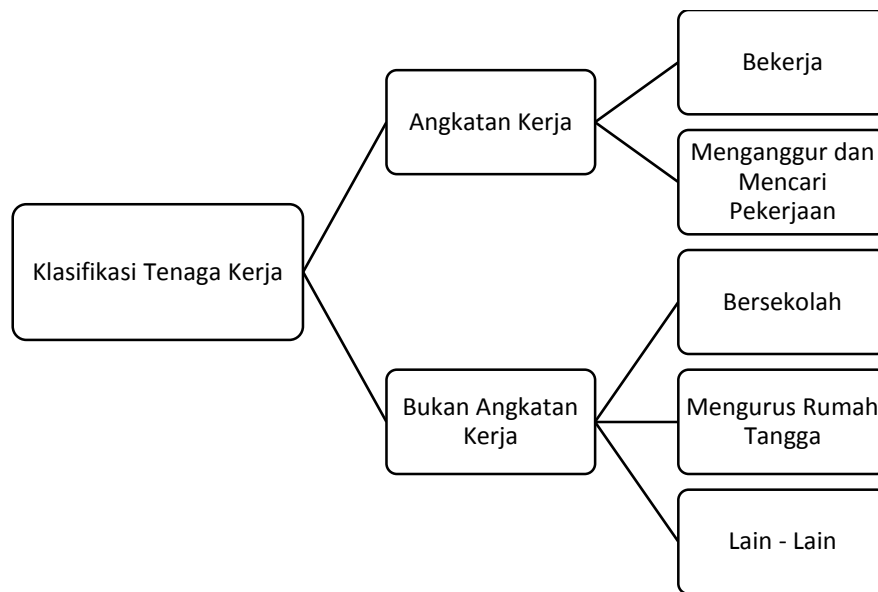 Klasifikasi Tenaga Kerja
Angkatan Kerja
Bekerja
Menganggur dan
Mencari
Pekerjaan
Bukan Angkatan
Kerja
Bersekolah
Mengurus Rumah
Tangga
Lain - Lain